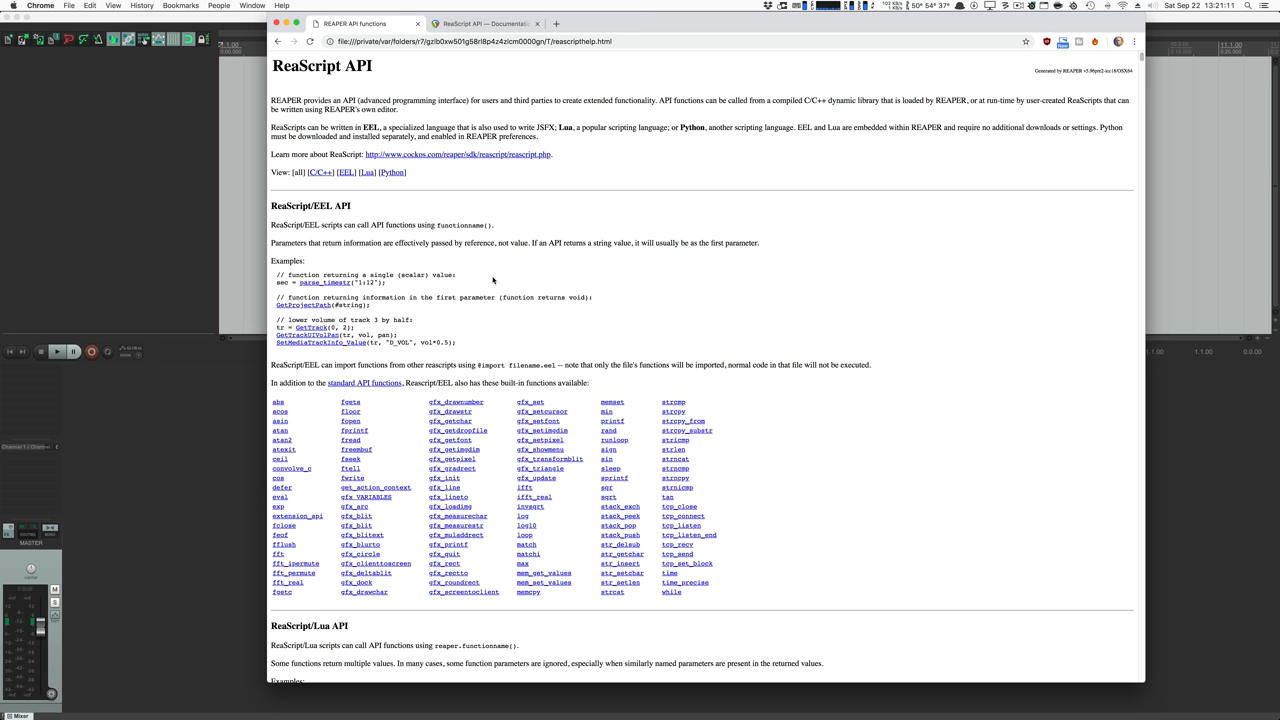 Chrome File Edit View History Bookmarks People Window Help
Sat Sep 22 13:21:11
REAPER API functions
ReaScript API — Documentatio
file:///private/var/folders/r7/gzlb0xw501g58rl8p4z4zlcm0000gn/T/reascripthelp.html
ReaScript API
Generated by REAPER v5.96pre2-icc18/OSX64
REAPER provides an API (advanced programming interface) for users and third parties to create extended functionality. API functions can be called from a compiled C/C++ dynamic library that is loaded by REAPER, or at run-time by user-created ReaScripts that can
be written using REAPER's own editor.
ReaScripts can be written in EEL, a specialized language that is also used to write JSFX; Lua, a popular scripting language; or Python, another scripting language. EEL and Lua are embedded within REAPER and require no additional downloads or settings. Python
must be downloaded and installed separately, and enabled in REAPER preferences.
Learn more about ReaScript: http://www.cockos.com/reaper/sdk/reascript/reascript.php.
View: [all] [C/C++] [EEL] [Lua] [Python]
ReaScript/EEL API
ReaScript/EEL scripts can call API functions using functionname().
Parameters that return information are effectively passed by reference, not value. If an API returns a string value, it will usually be as the first parameter.
Examples:
// function returning a single (scalar) value:
sec = parse_timestr("1:12");
// function returning information in the first parameter (function returns void):
GetProjectPath(#string);
// lower volume of track 3 by half:
tr = GetTrack(0, 2);
GetTrackUIVolPan(tr, vol, pan);
SetMediaTrackInfo_Value(tr, "D_VOL", vol*0.5);
ReaScript/EEL can import functions from other reascripts using @import filename.eel -- note that only the file's functions will be imported, normal code in that file will not be executed.
In addition to the standard API functions, Reascript/EEL also has these built-in functions available:
abs fgets gfx_drawnumber gfx_set memset strcmp
acos floor gfx_drawstr gfx_setcursor min strcpy
asin fopen gfx_getchar gfx_setfont printf strcpy_from
atan fprintf gfx_getdropfile gfx_setimgdim rand strcpy_substr
atan2 fread gfx_getfont gfx_setpixel runloop stricmp
atexit freembuf gfx_getimgdim gfx_showmenu sign strlen
ceil fseek gfx_getpixel gfx_transformblit sin strncat
convolve_c ftell gfx_gradrect gfx_triangle sleep strncmp
cos fwrite gfx_init gfx_update sprintf strncpy
defer get_action_context gfx_line ifft sqr strnicmp
eval gfx VARIABLES gfx_lineto ifft_real sqrt tan
exp gfx_arc gfx_loadimg invsqrt stack_exch tcp_close
extension_api gfx_blit gfx_measurechar log stack_peek tcp_connect
fclose gfx_blit gfx_measurestr log10 stack_pop tcp_listen
feof gfx_blitext gfx_muladdrect loop stack_push tcp_listen_end
fflush gfx_blurto gfx_printf match str_delsub tcp_recv
fft gfx_circle gfx_quit matchi str_getchar tcp_send
fft_ipermute gfx_clienttoscreen gfx_rect max str_insert tcp_set_block
fft_permute gfx_deltablit gfx_rectto mem_get_values str_setchar time
fft_real gfx_dock gfx_roundrect mem_set_values str_setlen time_precise
fgetc gfx_drawchar gfx_screentoclient memcpy strcat while
ReaScript/Lua API
ReaScript/Lua scripts can call API functions using reaper.functionname().
Some functions return multiple values. In many cases, some function parameters are ignored, especially when similarly named parameters are present in the returned values.
Examples:
MASTER
Mixer